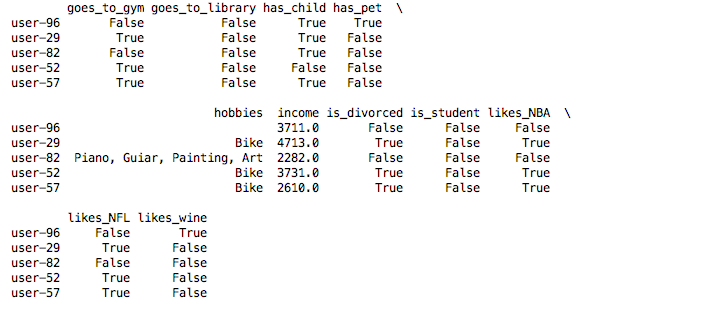 goes_to_gym goes_to_library has_child has_pet \
user-96 False False True True
user-29 True False True False
user-82 False False True False
user-52 True False False False
user-57 True False True False
hobbies income is_divorced is_student likes_NBA \
user-96 3711.0 False False False
user-29 Bike 4713.0 True False True
user-82 Piano, Guiar, Painting, Art 2282.0 False False False
user-52 Bike 3731.0 True False True
user-57 Bike 2610.0 True False True
likes_NFL likes_wine
user-96 False True
user-29 True False
user-82 False False
user-52 True False
user-57 True False